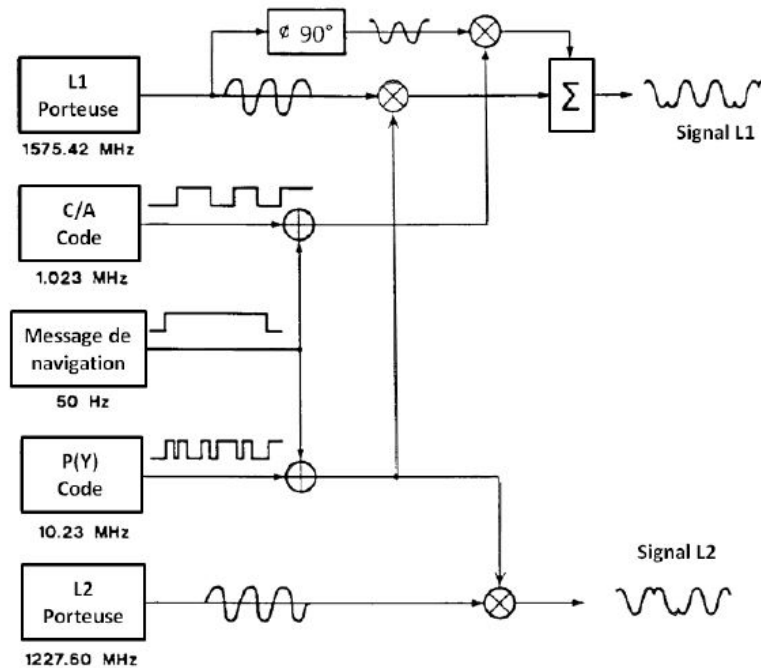 ¢ 90°
L1
Porteuse
1575.42 MHz
Σ
Signal L1
C/A
Code
1.023 MHz
Message de
navigation
50 Hz
P(Y)
Code
10.23 MHz
Signal L2
L2
Porteuse
1227.60 MHz